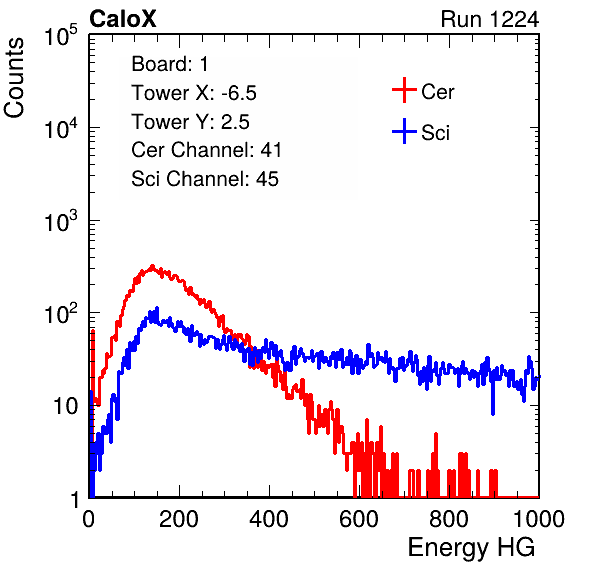 CaloX Run 1224
Counts
10^5
10^4
10^3
10^2
10
1
Board: 1
Tower X: -6.5
Tower Y: 2.5
Cer Channel: 41
Sci Channel: 45
Cer
Sci
0 200 400 600 800 1000
Energy HG